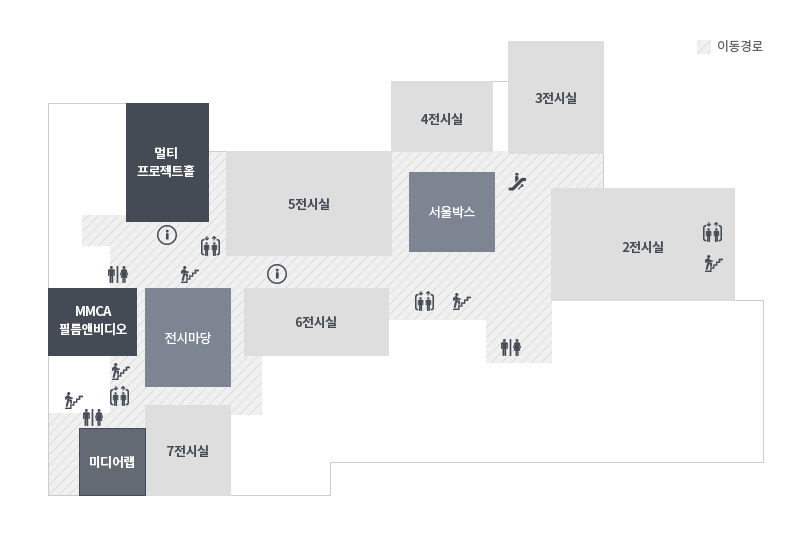 이동경로
3전시실
4전시실
멀티
프로젝트홀
5전시실
서울박스
2전시실
MMCA
필름앤비디오
전시마당
6전시실
7전시실
미디어랩